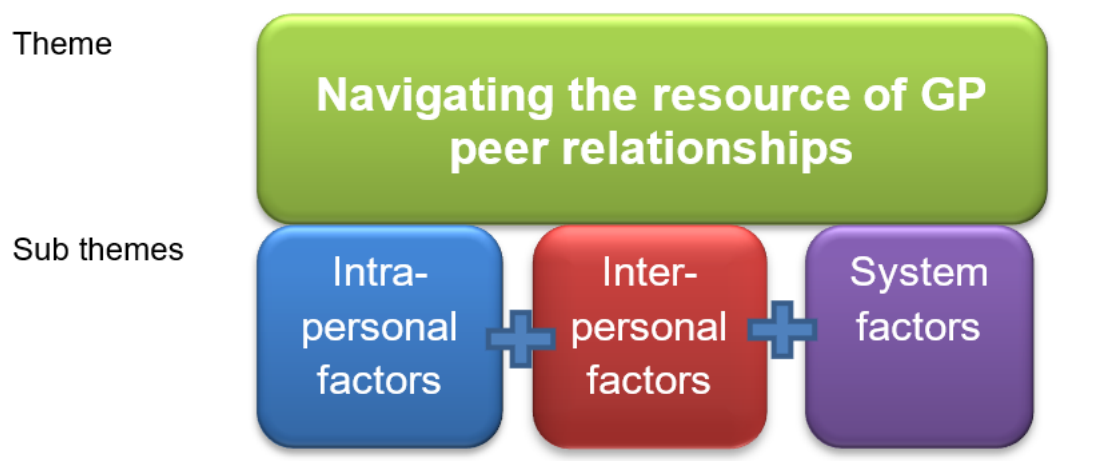 Theme
Navigating the resource of GP
peer relationships
Sub themes
Intra-
personal
factors
Inter-
personal
factors
System
factors